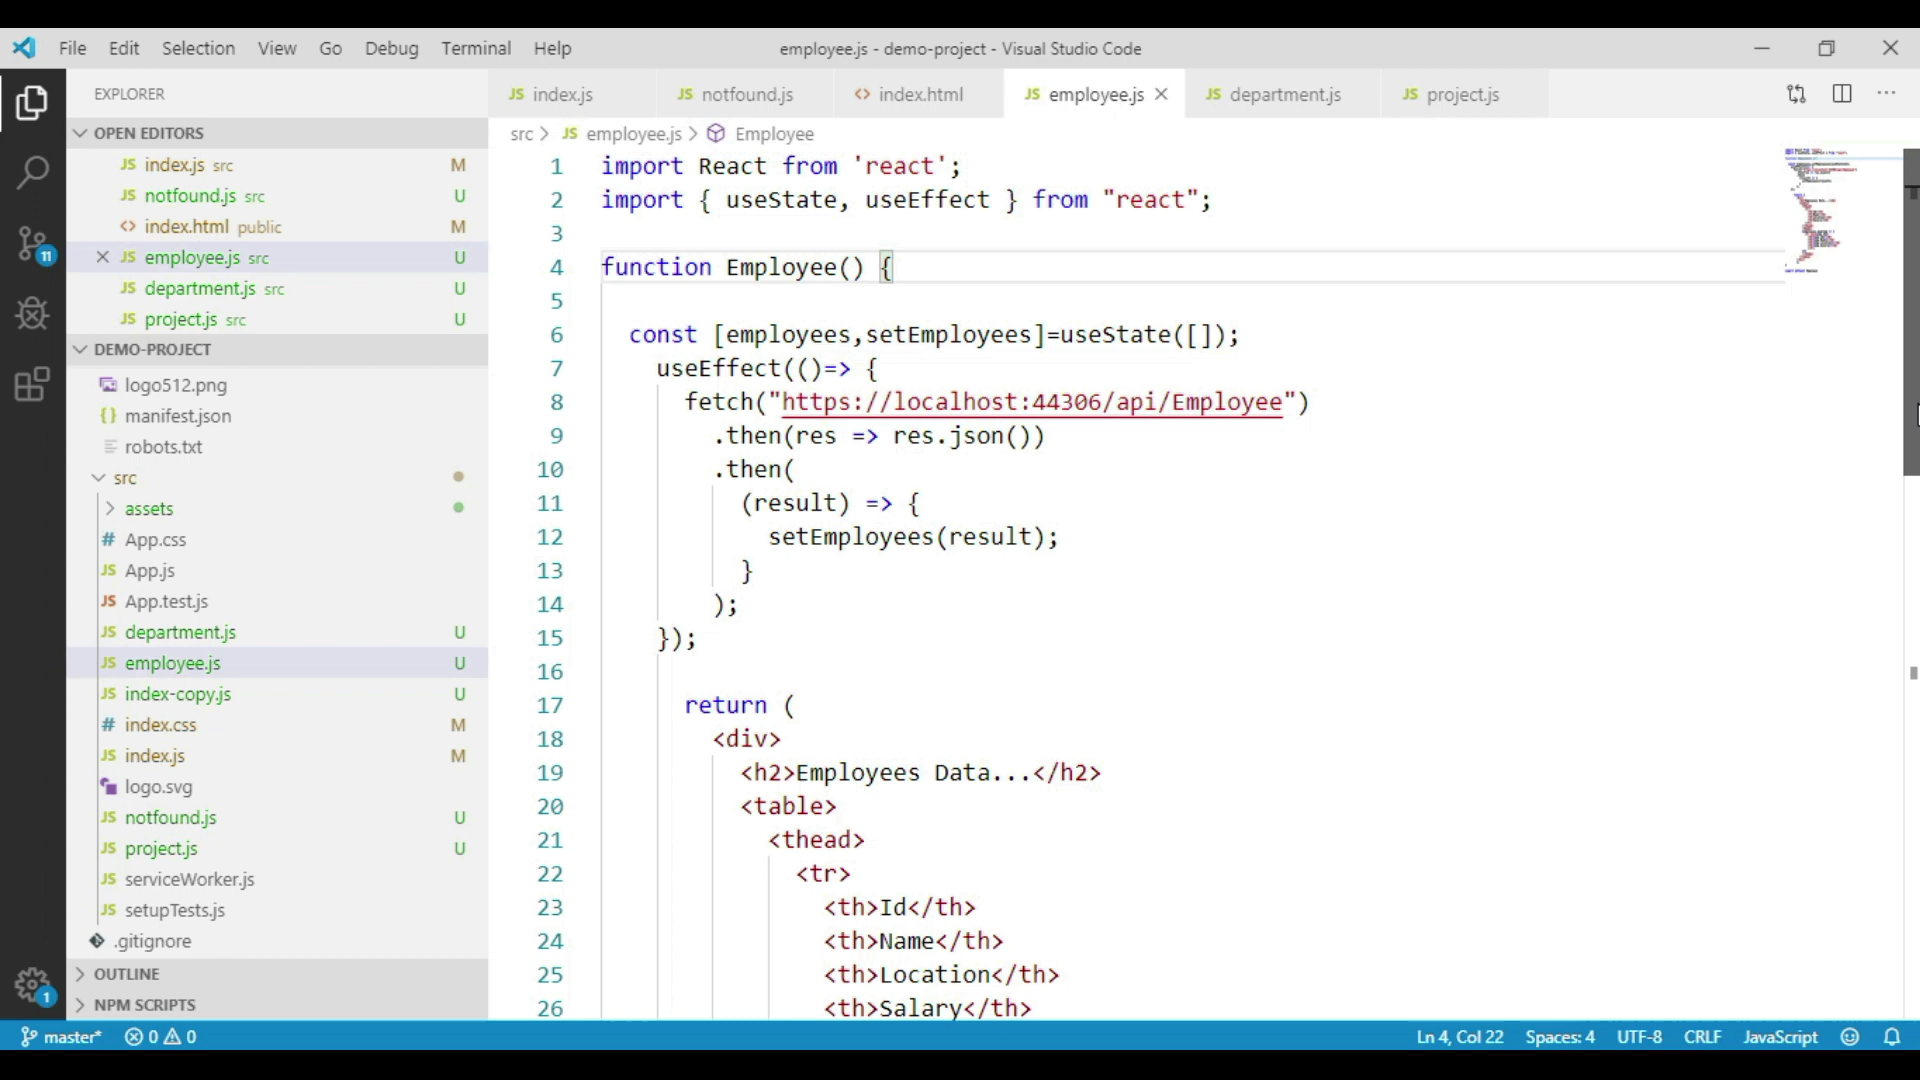 File Edit Selection View Go Debug Terminal Help
employee.js - demo-project - Visual Studio Code
EXPLORER
OPEN EDITORS
JS index.js src M
JS notfound.js src U
<> index.html public M
JS employee.js src U
JS department.js src U
JS project.js src U
DEMO-PROJECT
logo512.png
{} manifest.json
robots.txt
src
assets
# App.css
JS App.js
JS App.test.js
JS department.js U
JS employee.js U
JS index-copy.js U
# index.css M
JS index.js M
logo.svg
JS notfound.js U
JS project.js U
JS serviceWorker.js
JS setupTests.js
.gitignore
OUTLINE
NPM SCRIPTS
11
1
JS index.js JS notfound.js <> index.html JS employee.js JS department.js JS project.js
src > JS employee.js > Employee
1 import React from 'react';
2 import { useState, useEffect } from "react";
3
4 function Employee() {
5
6 const [employees,setEmployees]=useState([]);
7 useEffect(()=> {
8 fetch("https://localhost:44306/api/Employee")
9 .then(res => res.json())
10 .then(
11 (result) => {
12 setEmployees(result);
13 }
14 );
15 });
16
17 return (
18 <div>
19 <h2>Employees Data...</h2>
20 <table>
21 <thead>
22 <tr>
23 <th>Id</th>
24 <th>Name</th>
25 <th>Location</th>
26 <th>Salary</th>
master* 0 0 Ln 4, Col 22 Spaces: 4 UTF-8 CRLF JavaScript